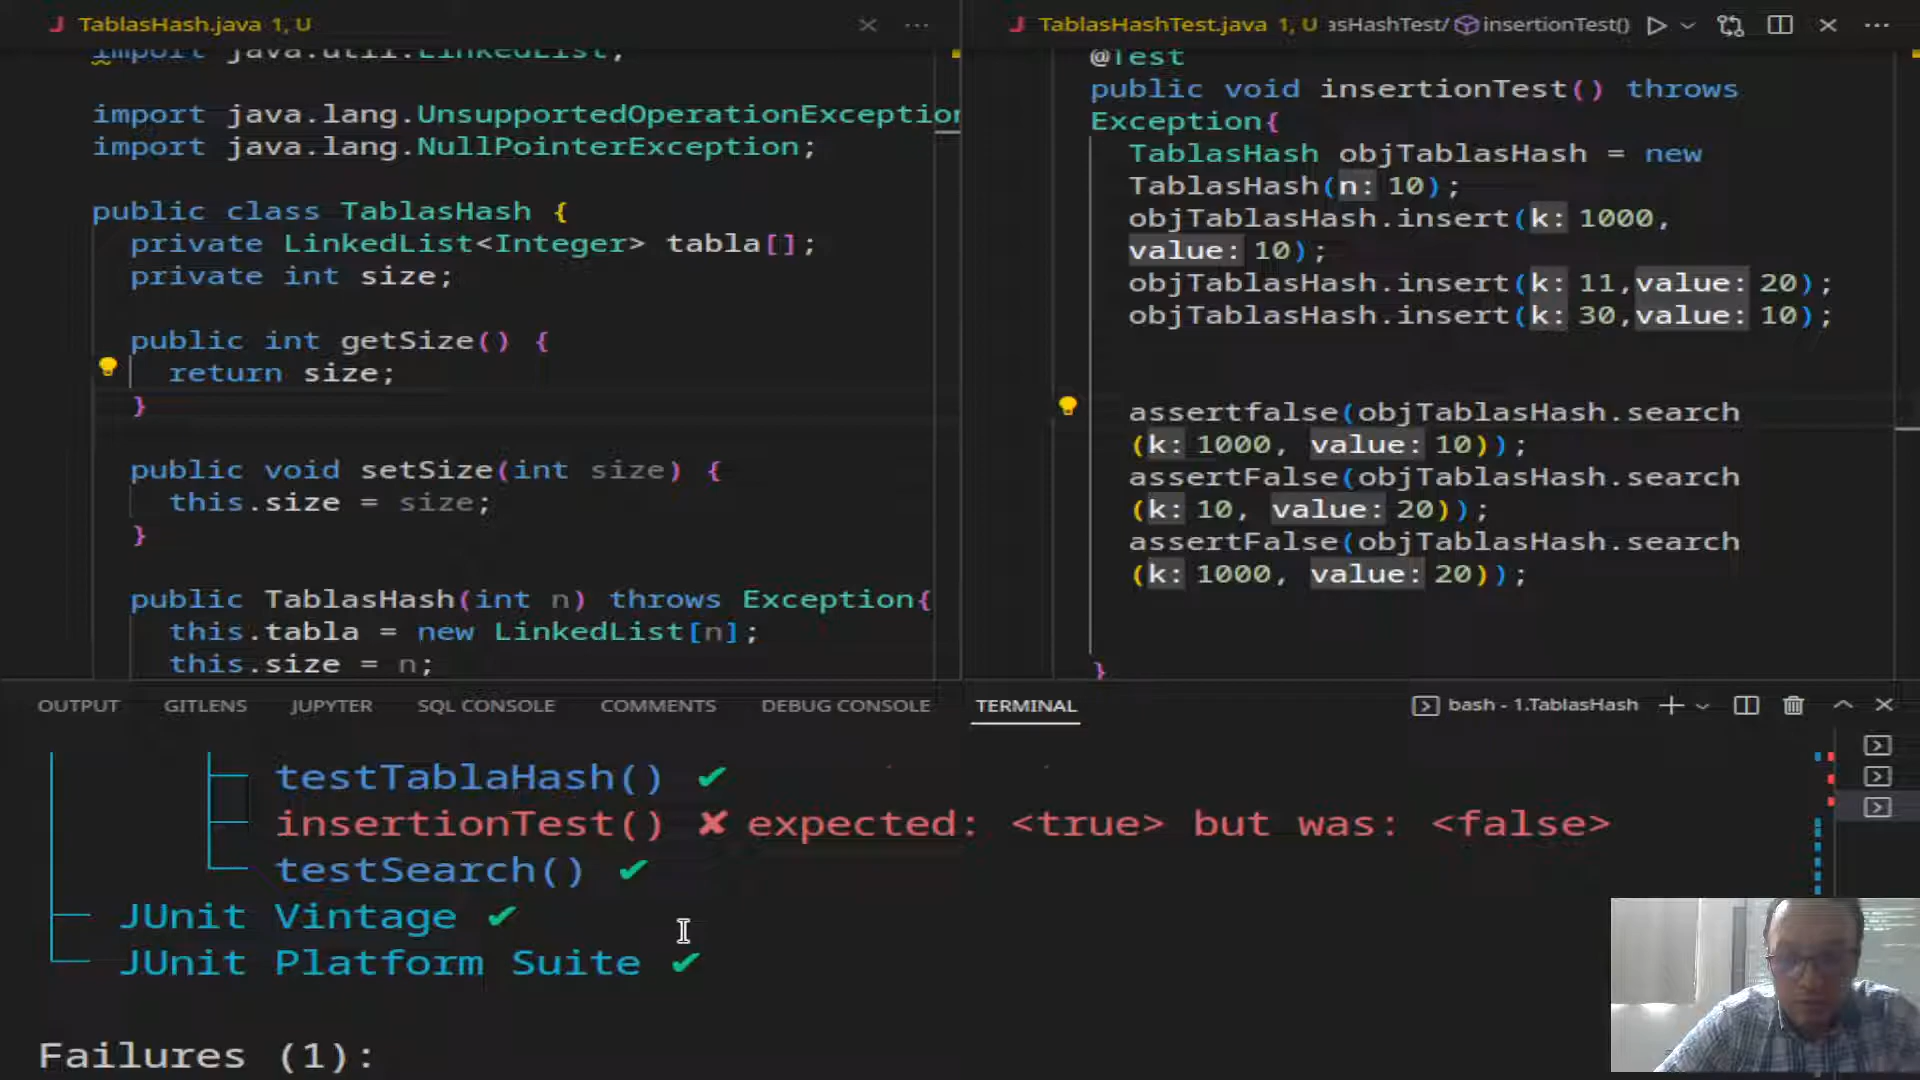 TablasHash.java 1, U
import java.util.LinkedList;
import java.lang.UnsupportedOperationException
import java.lang.NullPointerException;
public class TablasHash {
private LinkedList<Integer> tabla[];
private int size;
public int getSize() {
return size;
}
public void setSize(int size) {
this.size = size;
}
public TablasHash(int n) throws Exception{
this.tabla = new LinkedList[n];
this.size = n;
TablasHashTest.java 1, U asHashTest/ insertionTest()
@Test
public void insertionTest() throws
Exception{
TablasHash objTablasHash = new
TablasHash(n: 10);
objTablasHash.insert(k: 1000,
value: 10);
objTablasHash.insert(k: 11,value: 20);
objTablasHash.insert(k: 30,value: 10);
assertfalse(objTablasHash.search
(k: 1000, value: 10));
assertFalse(objTablasHash.search
(k: 10, value: 20));
assertFalse(objTablasHash.search
(k: 1000, value: 20));
}
OUTPUT GITLENS JUPYTER SQL CONSOLE COMMENTS DEBUG CONSOLE TERMINAL bash - 1.TablasHash
testTablaHash() ✔
insertionTest() ✘ expected: <true> but was: <false>
testSearch() ✔
JUnit Vintage ✔
JUnit Platform Suite ✔
Failures (1):